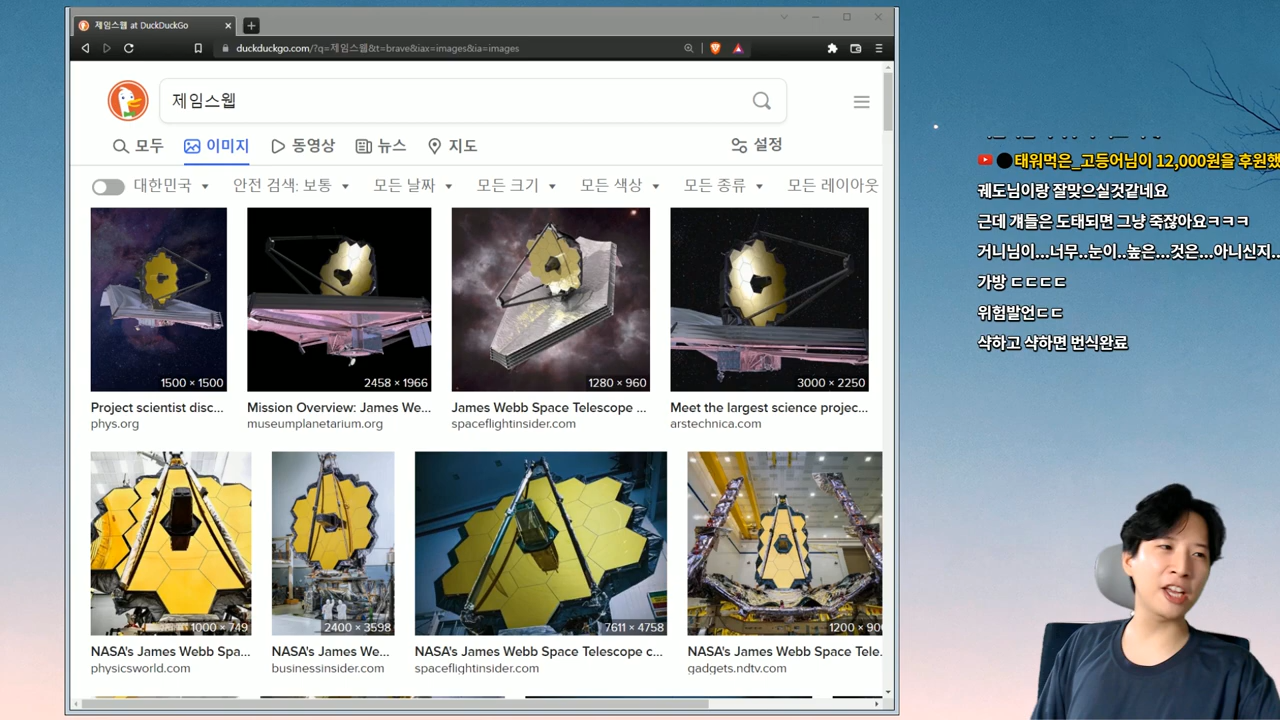 제임스웹 at DuckDuckGo
duckduckgo.com/?q=제임스웹&t=brave&iax=images&ia=images
제임스웹
모두 이미지 동영상 뉴스 지도 설정
대한민국 안전 검색: 보통 모든 날짜 모든 크기 모든 색상 모든 종류 모든 레이아웃
1500 × 1500 2458 × 1966 1280 × 960 3000 × 2250
Project scientist disc... Mission Overview: James We... James Webb Space Telescope ... Meet the largest science projec...
phys.org museumplanetarium.org spaceflightinsider.com arstechnica.com
1000 × 749 2400 × 3598 7611 × 4758 1200 × 900
NASA's James Webb Spa... NASA's James We... NASA's James Webb Space Telescope c... NASA's James Webb Space Tele.
physicsworld.com businessinsider.com spaceflightinsider.com gadgets.ndtv.com
태워먹은_고등어님이 12,000원을 후원했
궤도님이랑 잘맞으실것같네요
근데 걔들은 도태되면 그냥 죽잖아요ㅋㅋㅋ
거니님이...너무..눈이..높은...것은...아니신지..
가방 ㄷㄷㄷㄷ
위험발언ㄷㄷ
샥하고 샥하면 번식완료